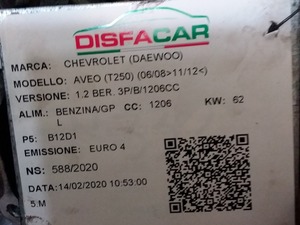 DISFACAR
MARCA: CHEVROLET (DAEWOO)
MODELLO: AVEO (T250) (06/08>11/12<)
VERSIONE: 1.2 BER. 3P/B/1206CC
ALIM.: BENZINA/GP CC: 1206 KW: 62
L
P5: B12D1
EMISSIONE: EURO 4
NS: 588/2020
DATA: 14/02/2020 10:53:00
5:M